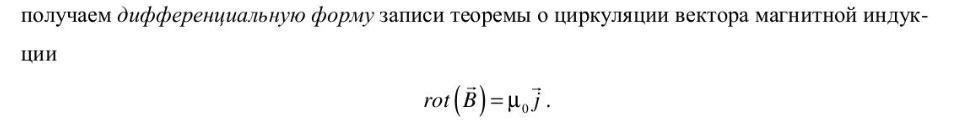 получаем дифференциальную форму записи теоремы о циркуляции вектора магнитной индук-
ции
rot(B⃗)=μ₀j⃗.